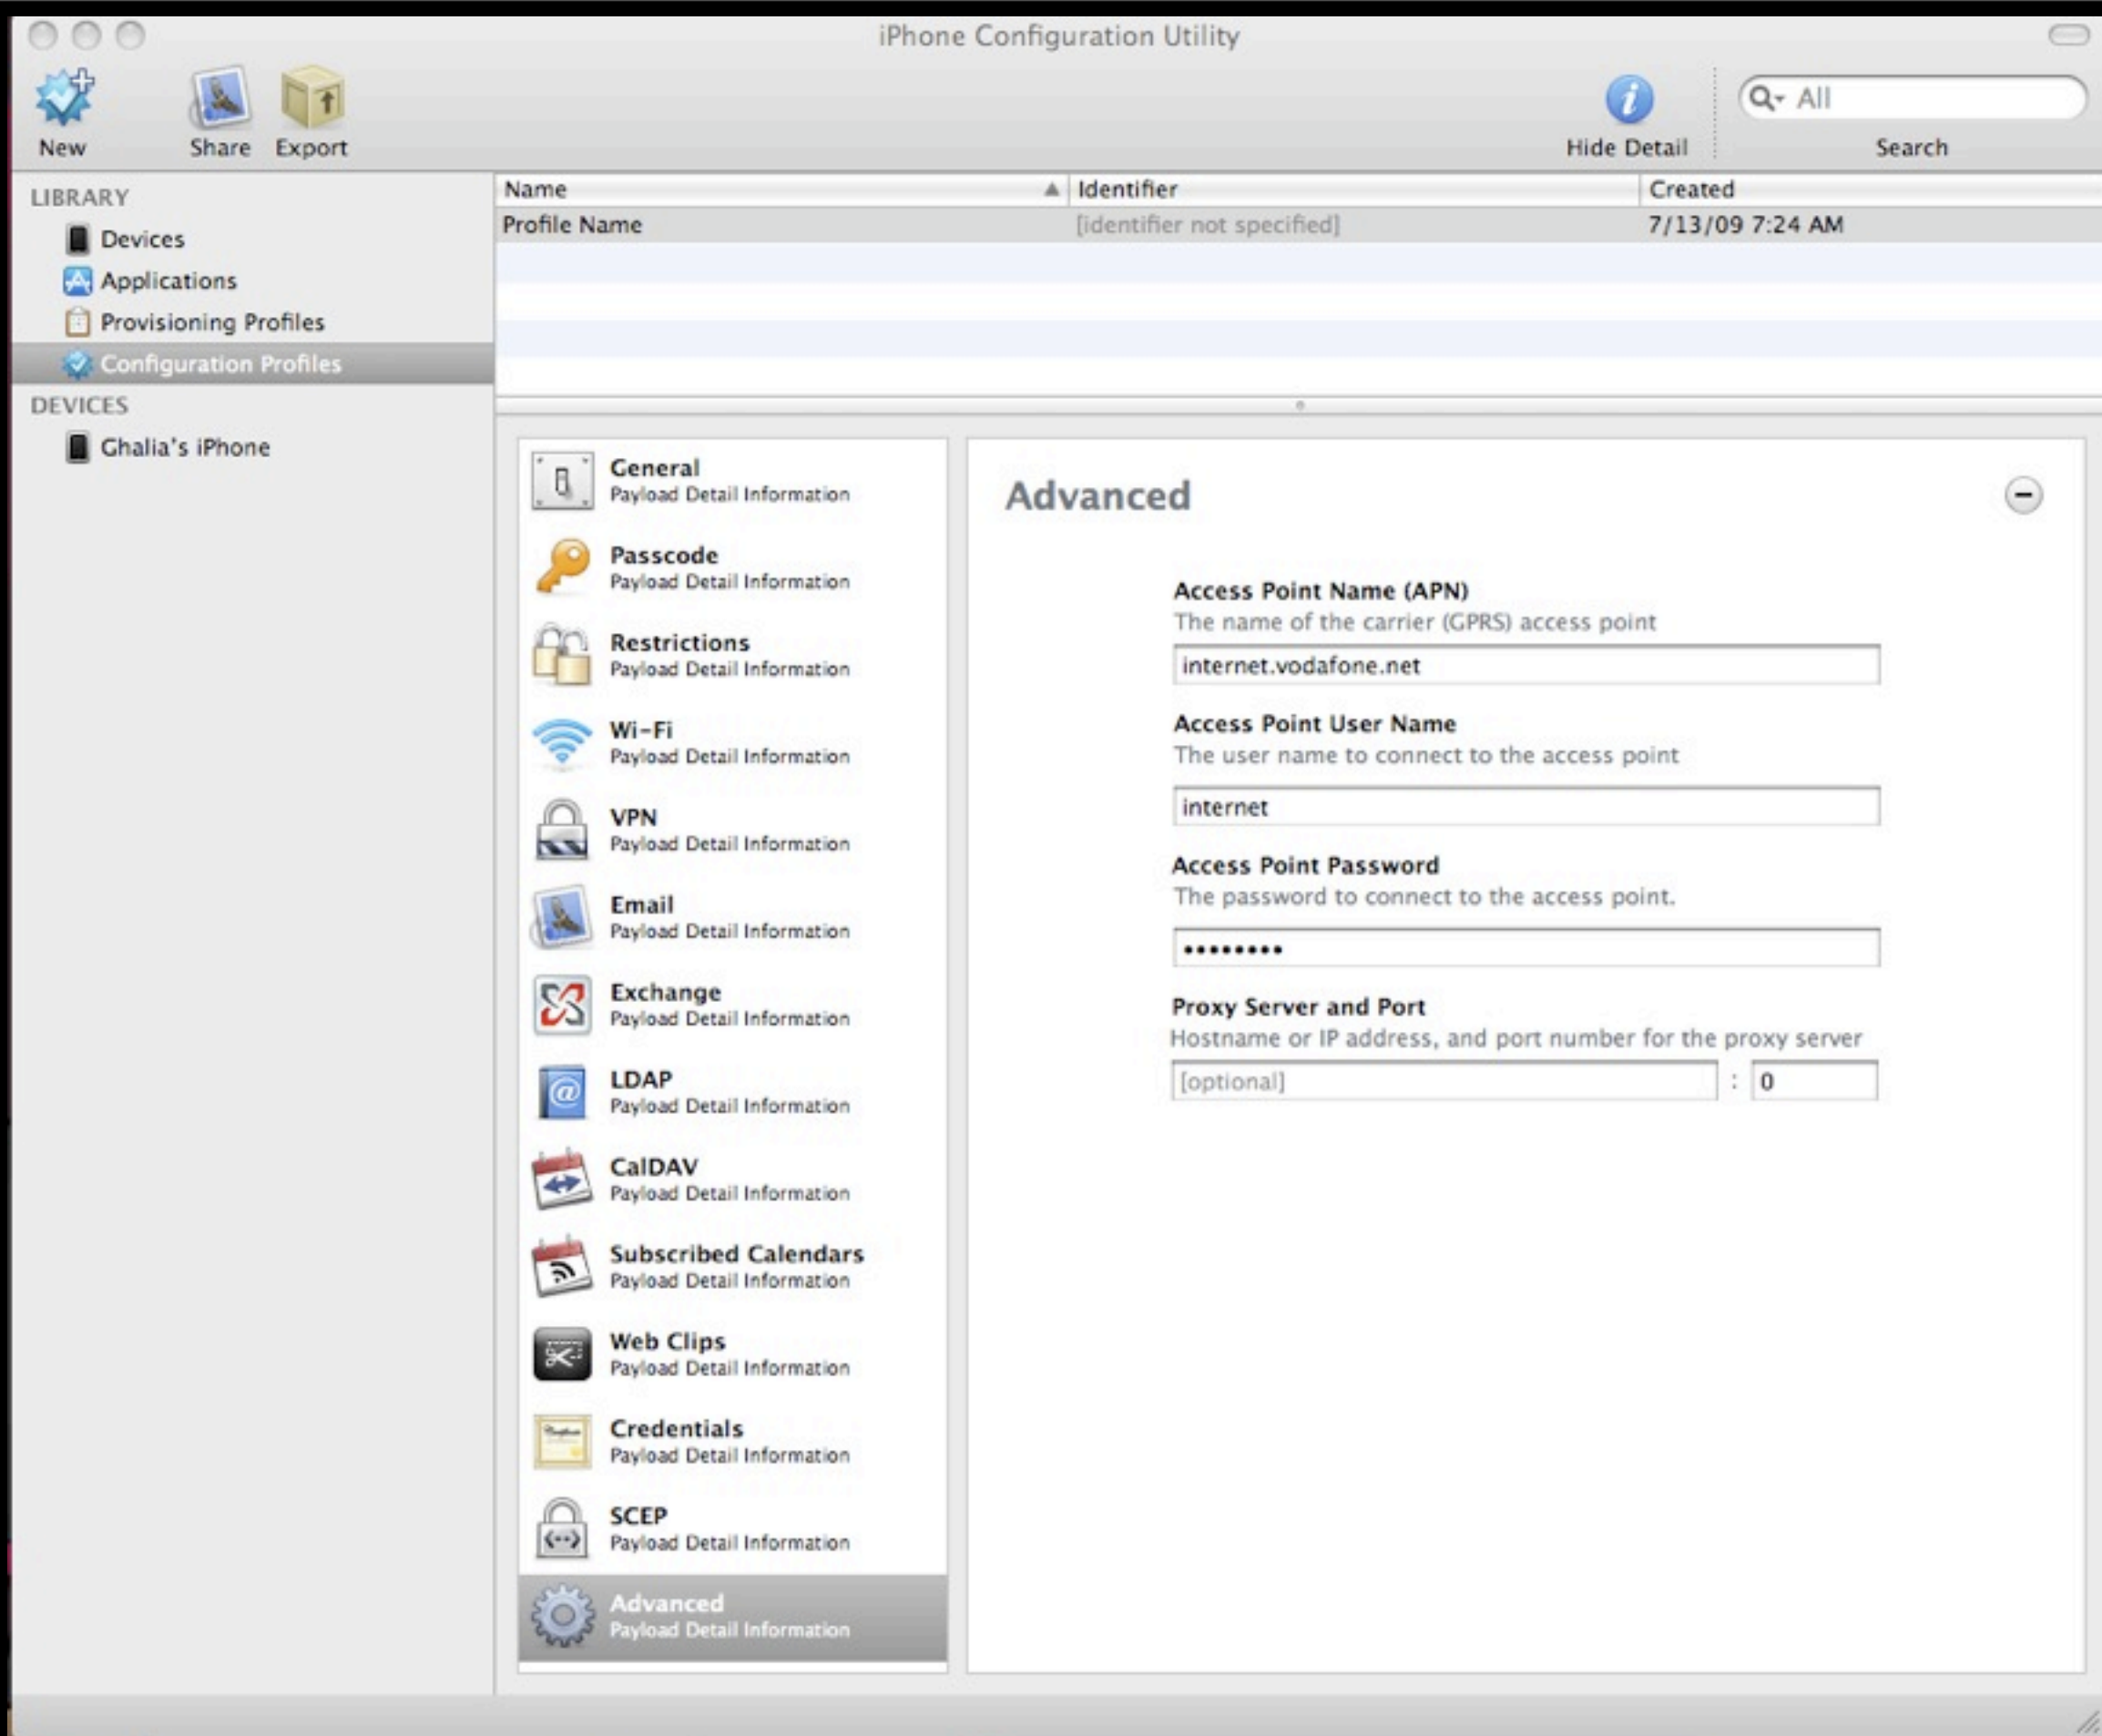 iPhone Configuration Utility
New
Share
Export
Hide Detail
All
Search
LIBRARY
Devices
Applications
Provisioning Profiles
Configuration Profiles
DEVICES
Ghalia's iPhone
Name Identifier Created
Profile Name [identifier not specified] 7/13/09 7:24 AM
General
Payload Detail Information
Passcode
Payload Detail Information
Restrictions
Payload Detail Information
Wi-Fi
Payload Detail Information
VPN
Payload Detail Information
Email
Payload Detail Information
Exchange
Payload Detail Information
LDAP
Payload Detail Information
CalDAV
Payload Detail Information
Subscribed Calendars
Payload Detail Information
Web Clips
Payload Detail Information
Credentials
Payload Detail Information
SCEP
Payload Detail Information
Advanced
Payload Detail Information
Advanced
Access Point Name (APN)
The name of the carrier (GPRS) access point
internet.vodafone.net
Access Point User Name
The user name to connect to the access point
internet
Access Point Password
The password to connect to the access point.
••••••••
Proxy Server and Port
Hostname or IP address, and port number for the proxy server
[optional] : 0